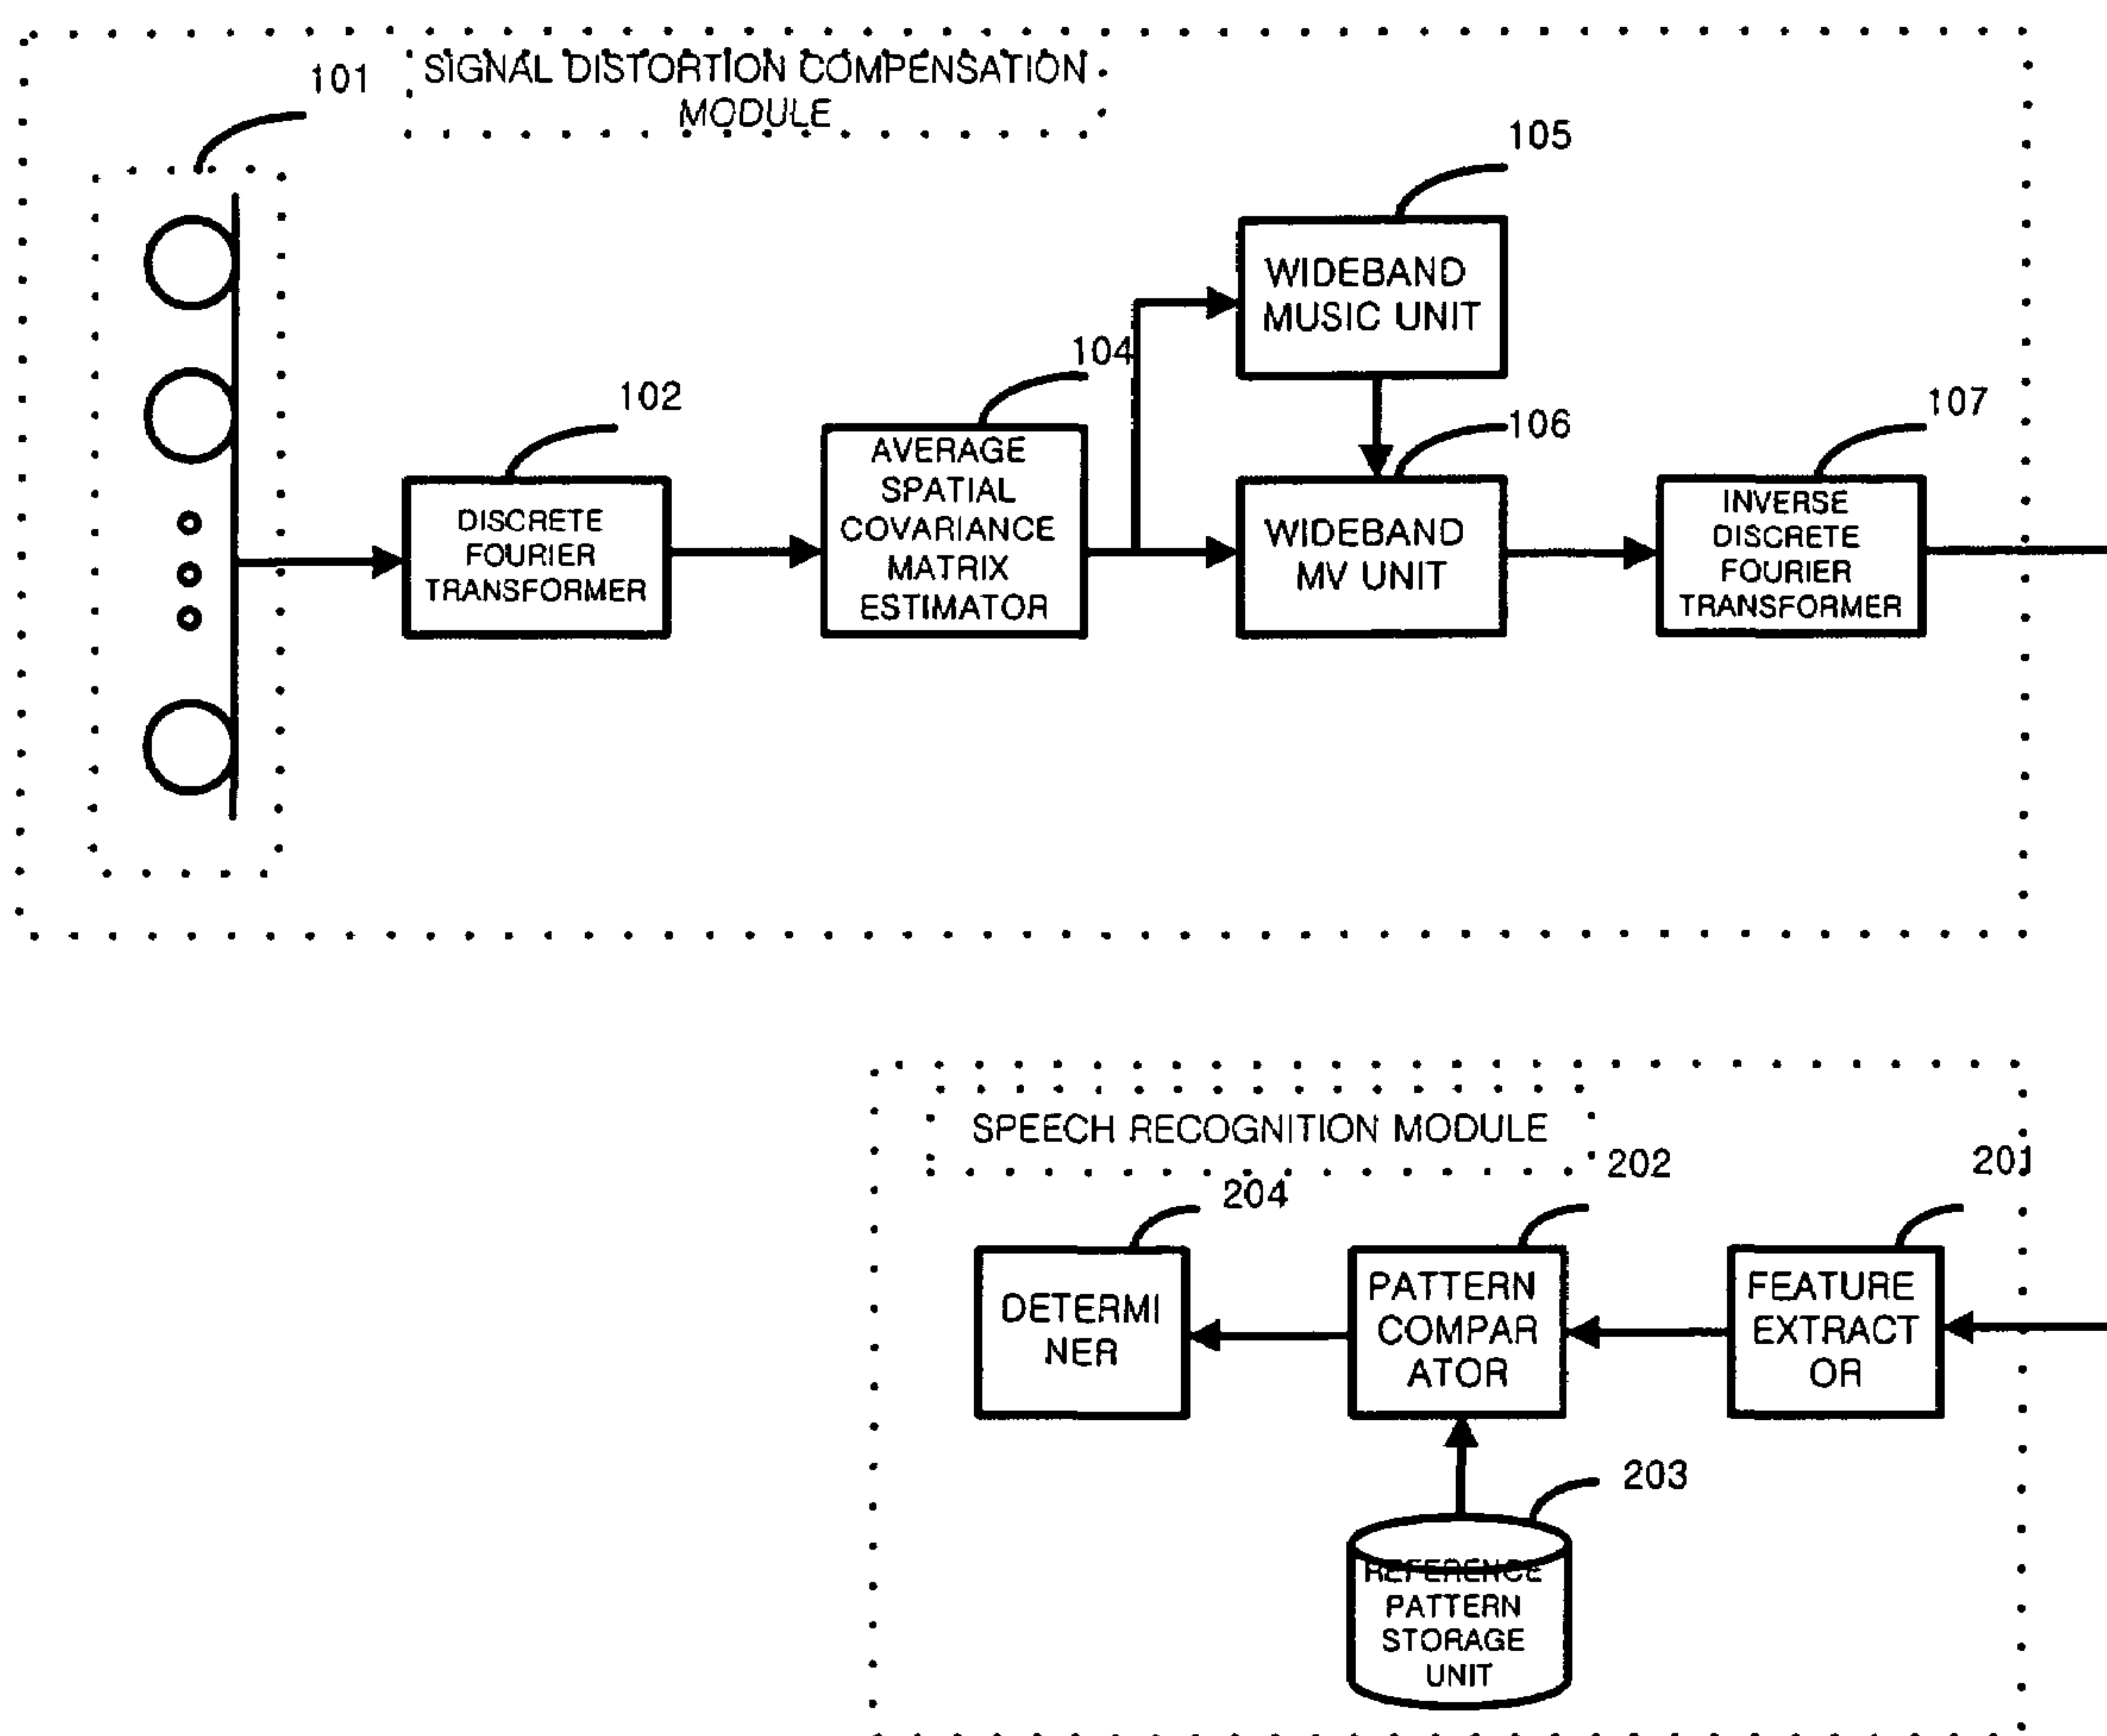 SIGNAL DISTORTION COMPENSATION
MODULE
101
105
WIDEBAND
MUSIC UNIT
104
102
106
107
AVERAGE
SPATIAL
COVARIANCE
MATRIX
ESTIMATOR
DISCRETE
FOURIER
TRANSFORMER
WIDEBAND
MV UNIT
INVERSE
DISCRETE
FOURIER
TRANSFORMER
SPEECH RECOGNITION MODULE
204
202
201
DETERMI
NER
PATTERN
COMPAR
ATOR
FEATURE
EXTRACT
OR
203
REFERENCE
PATTERN
STORAGE
UNIT